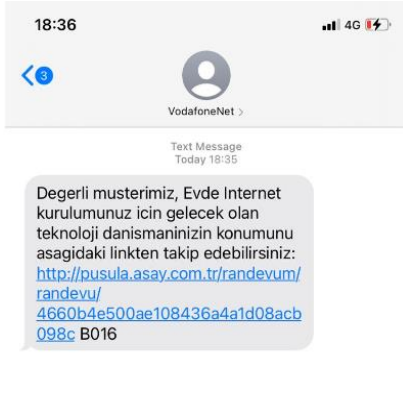 18:36
4G
3
VodafoneNet >
Text Message
Today 18:35
Degerli musterimiz, Evde Internet
kurulumunuz icin gelecek olan
teknoloji danismaninizin konumunu
asagidaki linkten takip edebilirsiniz:
http://pusula.asay.com.tr/randevum/
randevu/
4660b4e500ae108436a4a1d08acb
098c B016